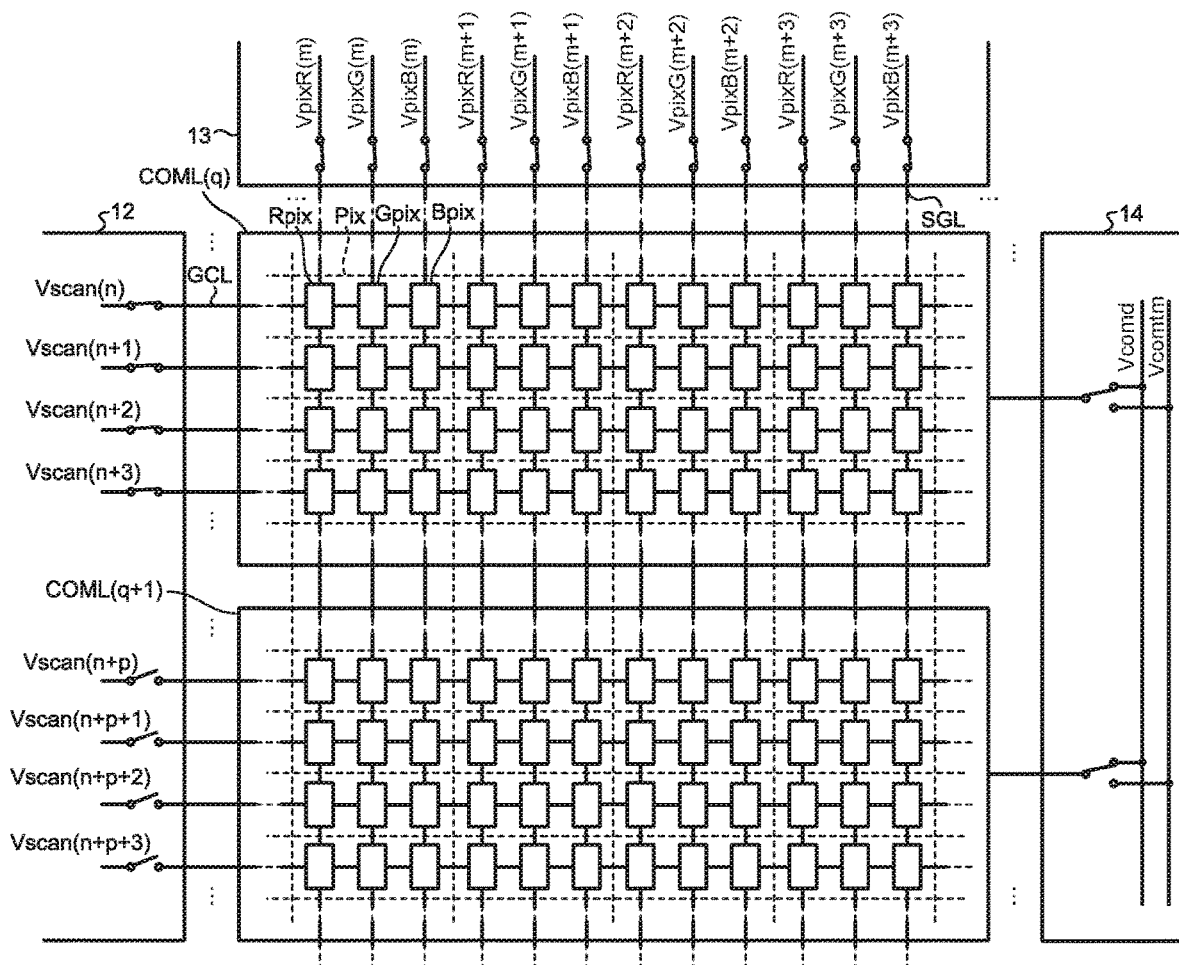 VpixR(m)
VpixG(m)
VpixB(m)
VpixR(m+1)
VpixG(m+1)
VpixB(m+1)
VpixR(m+2)
VpixG(m+2)
VpixB(m+2)
VpixR(m+3)
VpixG(m+3)
VpixB(m+3)
13
COML(q)
...
...
12
Rpix
Pix
Gpix
Bpix
SGL
14
...
...
Vscan(n)
GCL
Vscan(n+1)
Vscan(n+2)
Vscan(n+3)
Vcomd
Vcomtm
...
COML(q+1)
...
Vscan(n+p)
Vscan(n+p+1)
Vscan(n+p+2)
Vscan(n+p+3)
...
...